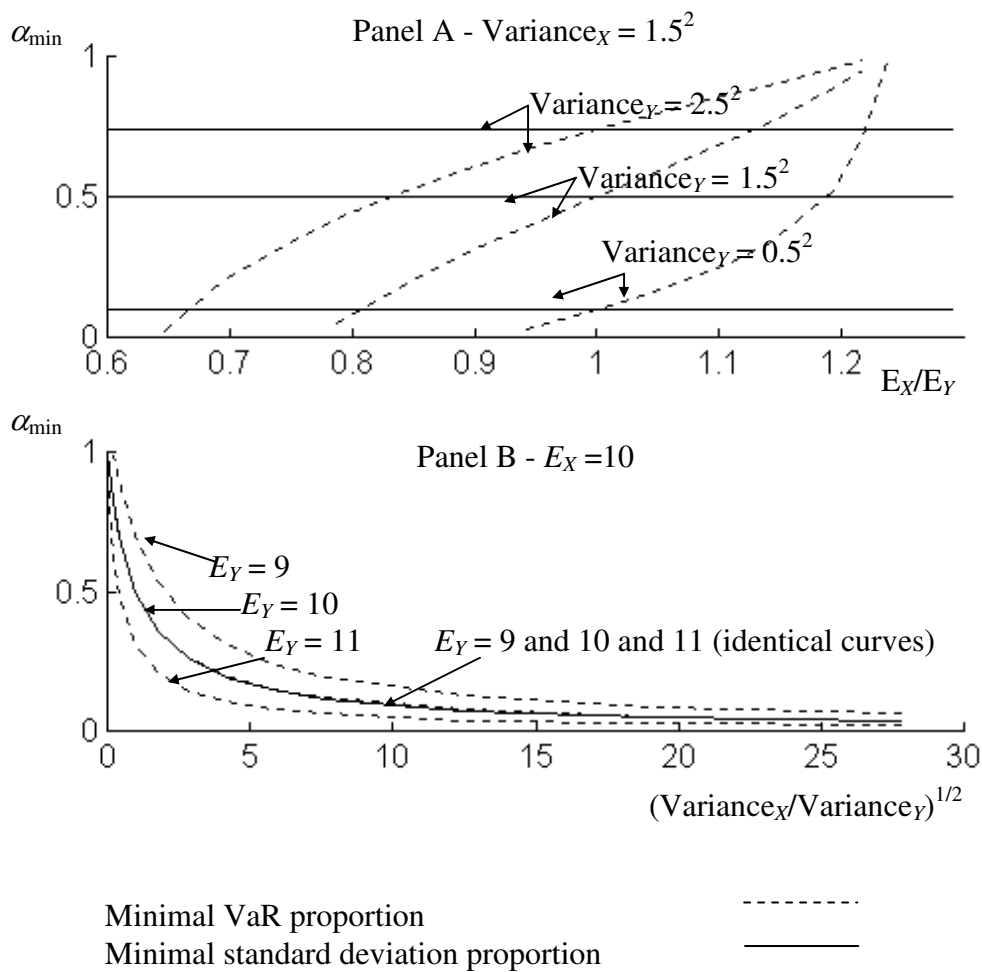 α_min
Panel A - Variance_X = 1.5^2
1
Variance_Y = 2.5^2
Variance_Y = 1.5^2
0.5
Variance_Y = 0.5^2
0
0.6 0.7 0.8 0.9 1 1.1 1.2
E_X/E_Y
α_min
1
Panel B - E_X =10
E_Y = 9
0.5
E_Y = 10
E_Y = 11
E_Y = 9 and 10 and 11 (identical curves)
0
0 5 10 15 20 25 30
(Variance_X/Variance_Y)^1/2
Minimal VaR proportion
Minimal standard deviation proportion